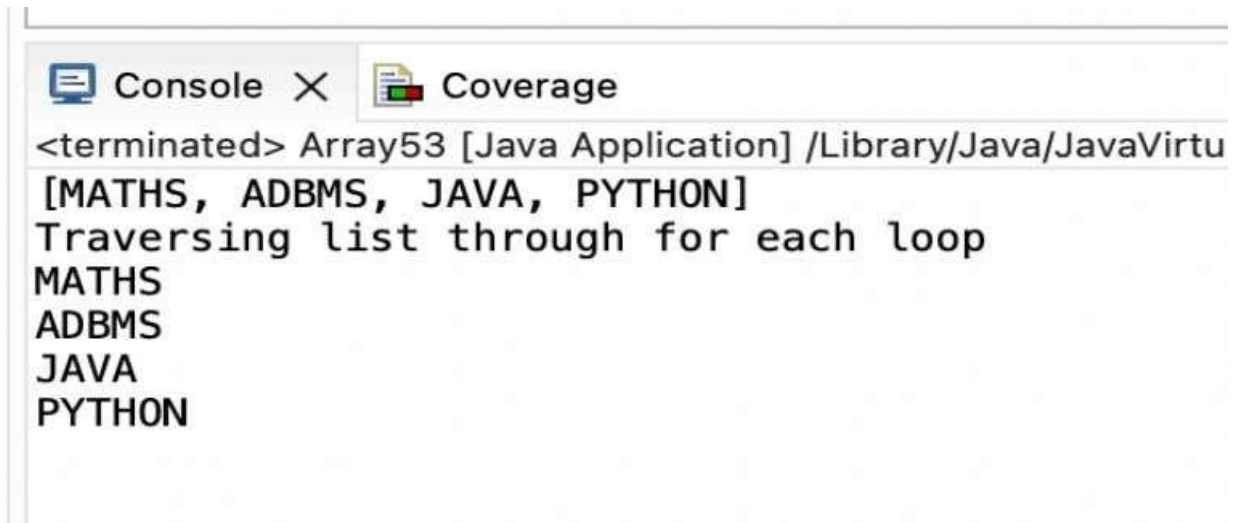 Console Coverage
<terminated> Array53 [Java Application] /Library/Java/JavaVirtu
[MATHS, ADBMS, JAVA, PYTHON]
Traversing list through for each loop
MATHS
ADBMS
JAVA
PYTHON